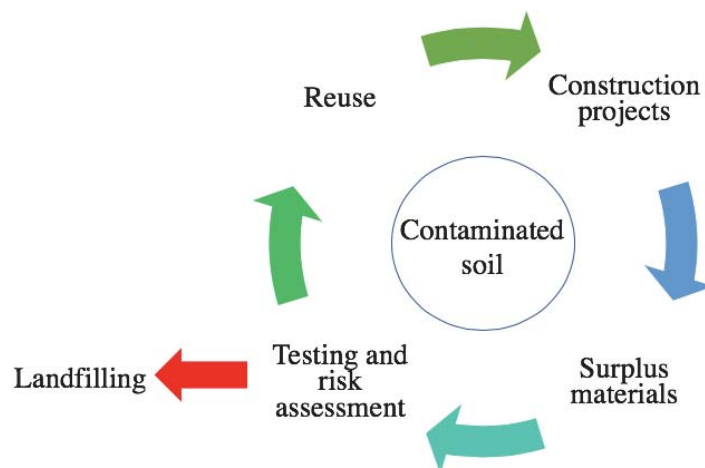 Reuse
Construction
projects
Contaminated
soil
Landfilling
Testing and
risk
assessment
Surplus
materials